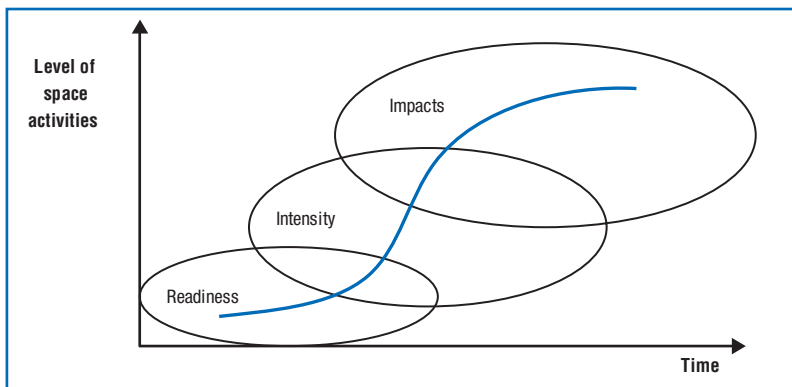 Level of
space
activities
Impacts
Intensity
Readiness
Time